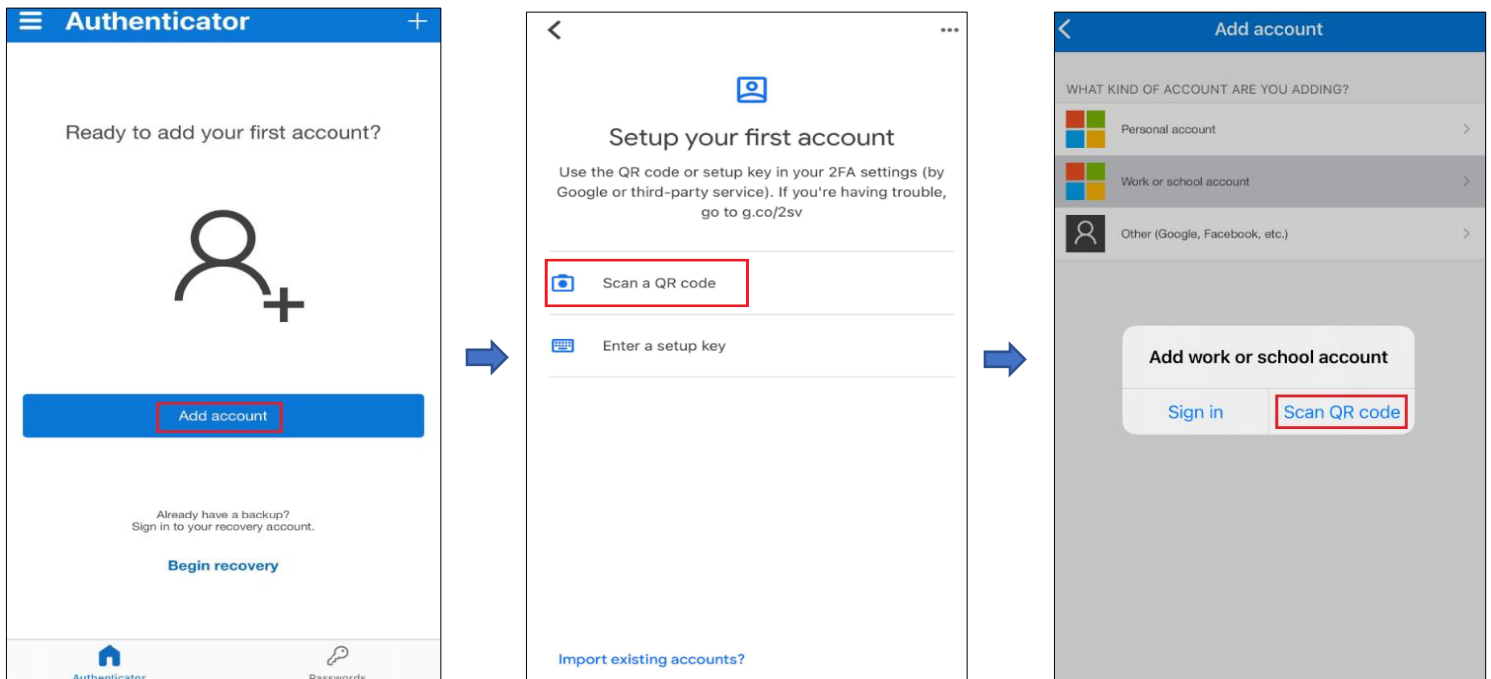 Authenticator
Ready to add your first account?
Add account
Already have a backup?
Sign in to your recovery account.
Begin recovery
Authenticator
Passwords
Setup your first account
Use the QR code or setup key in your 2FA settings (by
Google or third-party service). If you're having trouble,
go to g.co/2sv
Scan a QR code
Enter a setup key
Import existing accounts?
Add account
WHAT KIND OF ACCOUNT ARE YOU ADDING?
Personal account
Work or school account
Other (Google, Facebook, etc.)
Add work or school account
Sign in
Scan QR code